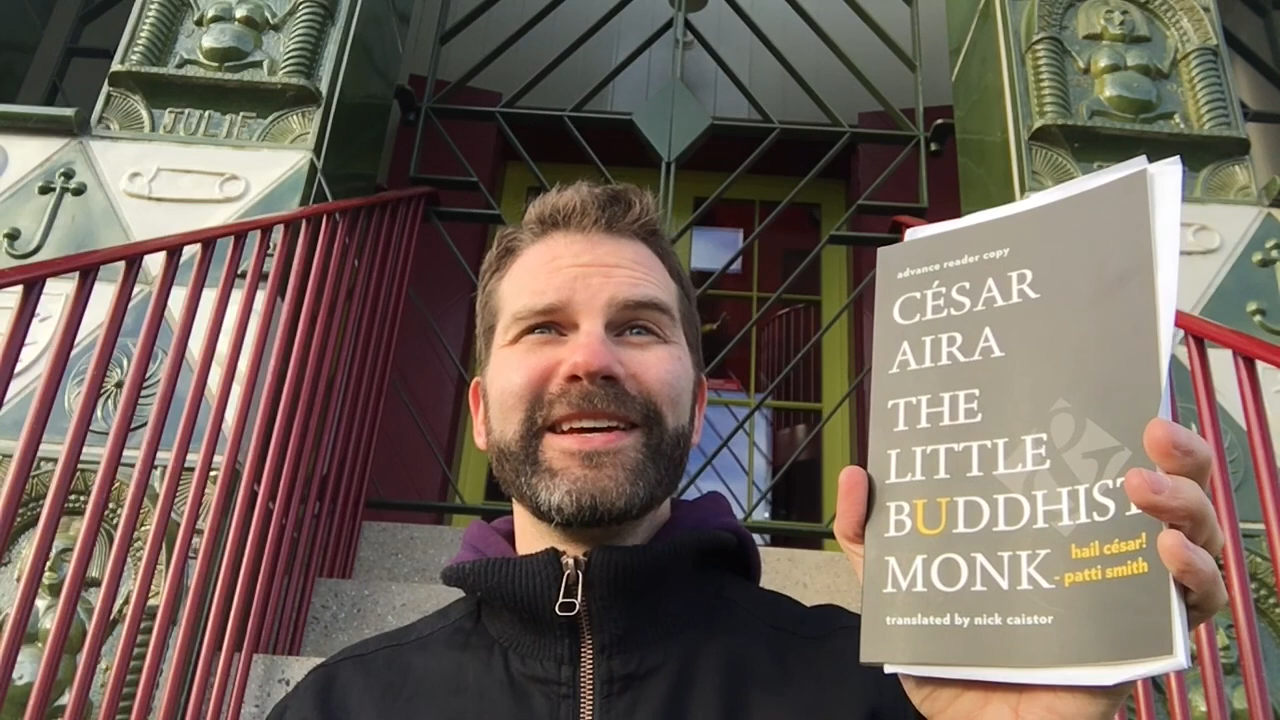 JULIE
advance reader copy
CÉSAR
AIRA
THE
LITTLE
BUDDHIST
MONK
hail césar!
- patti smith
translated by nick caistor